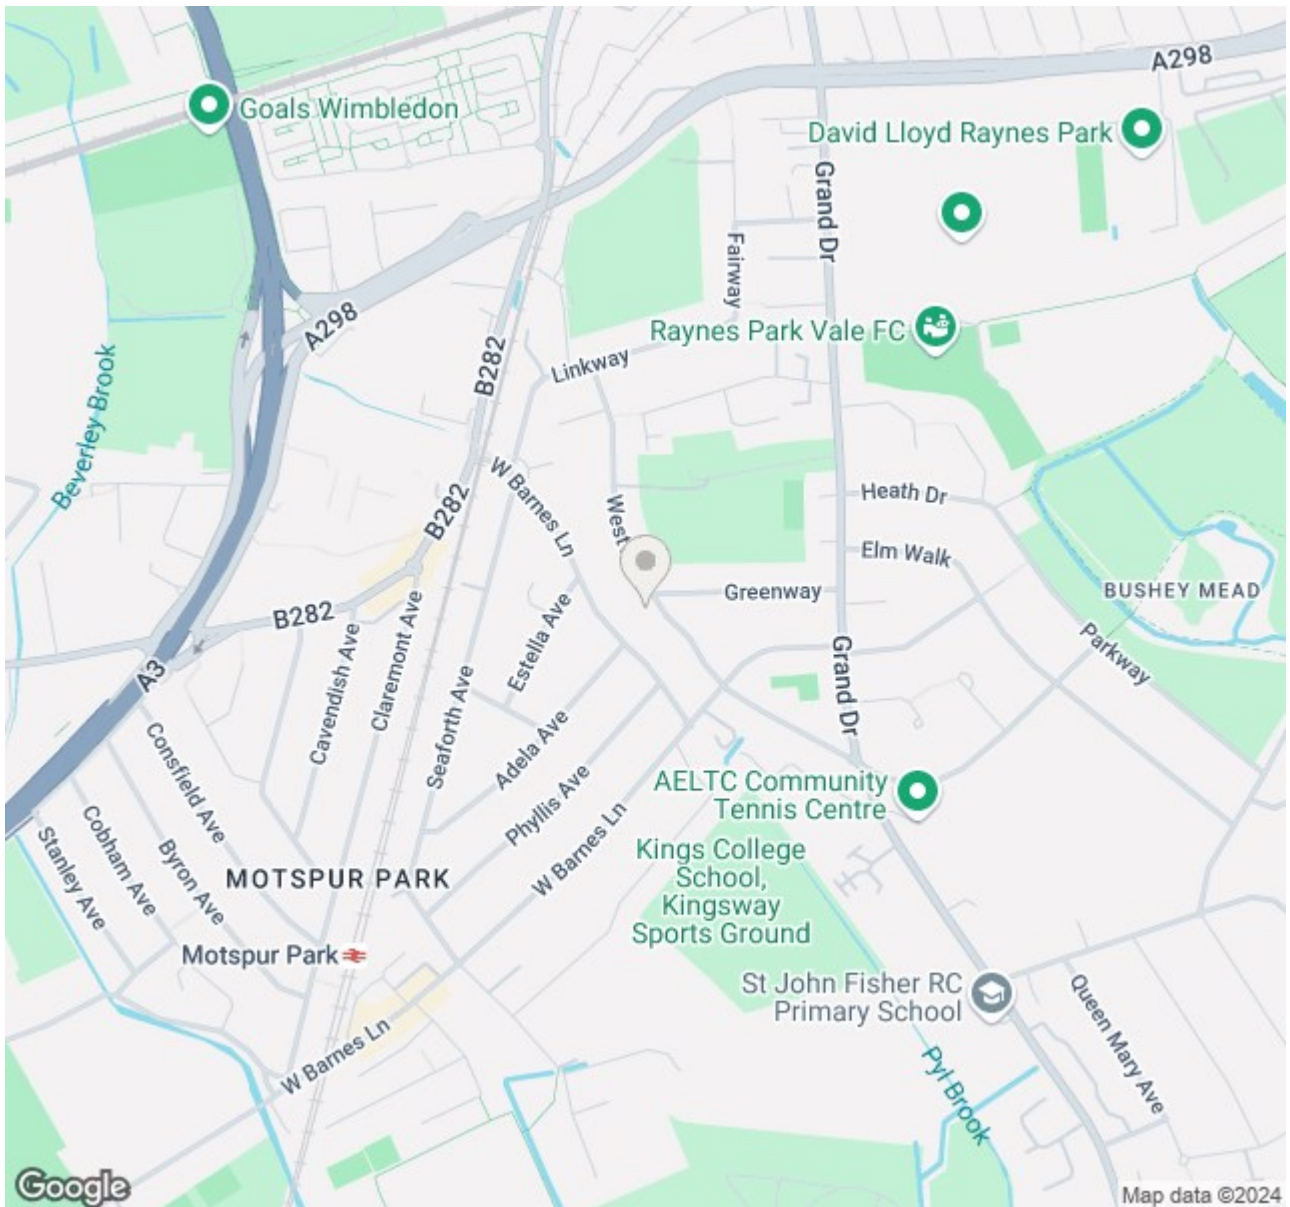 A298
Goals Wimbledon
David Lloyd Raynes Park
Grand Dr
Fairway
A298
Raynes Park Vale FC
B282
Linkway
Beverley Brook
W Barnes Ln
Heath Dr
B282
West
Elm Walk
Greenway
BUSHEY MEAD
B282
Estella Ave
Claremont Ave
Cavendish Ave
Parkway
Grand Dr
A3
Seaforth Ave
Adela Ave
Consfield Ave
AELTC Community
Tennis Centre
Phyllis Ave
W Barnes Ln
Cobham Ave
Stanley Ave
Byron Ave
Kings College
School,
Kingsway
Sports Ground
MOTSPUR PARK
Motspur Park
St John Fisher RC
Primary School
Queen Mary Ave
W Barnes Ln
Pyl Brook
Google
Map data ©2024